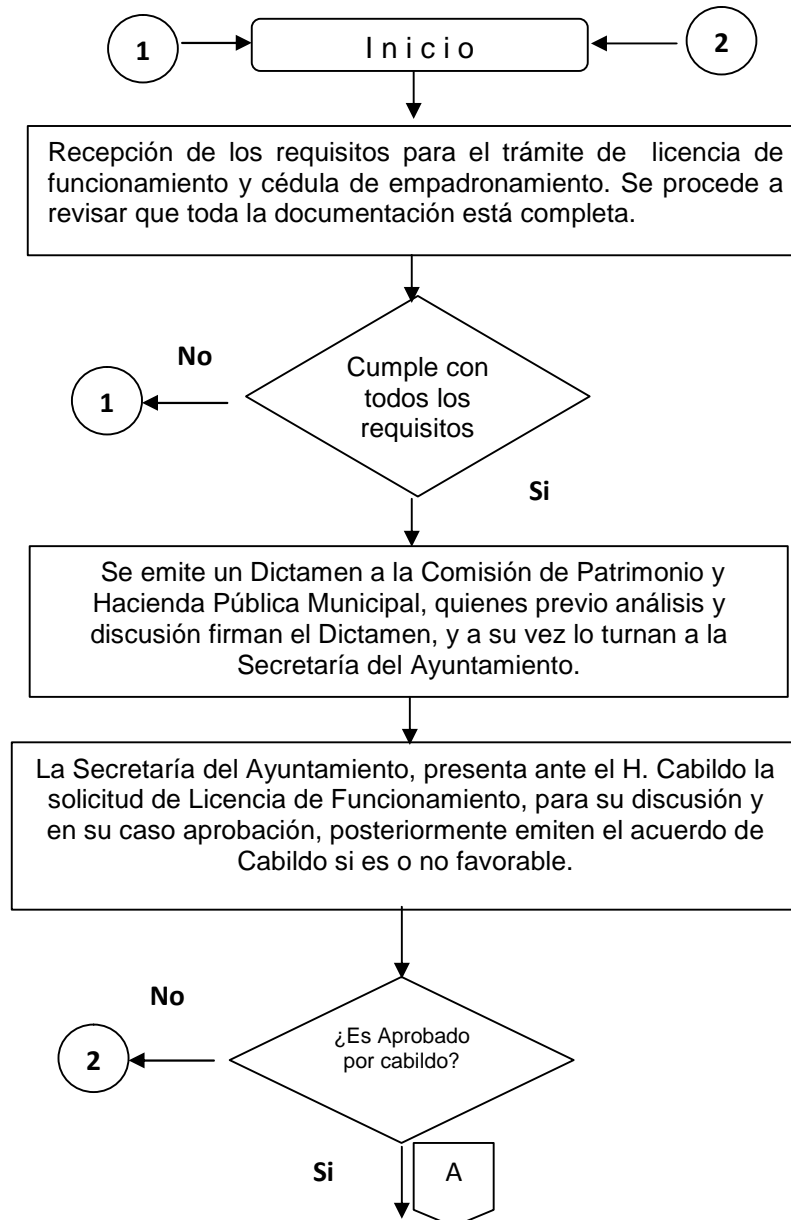 1
I n i c i o
2
Recepción de los requisitos para el trámite de licencia de
funcionamiento y cédula de empadronamiento. Se procede a
revisar que toda la documentación está completa.
No
Cumple con
todos los
requisitos
1
Si
Se emite un Dictamen a la Comisión de Patrimonio y
Hacienda Pública Municipal, quienes previo análisis y
discusión firman el Dictamen, y a su vez lo turnan a la
Secretaría del Ayuntamiento.
La Secretaría del Ayuntamiento, presenta ante el H. Cabildo la
solicitud de Licencia de Funcionamiento, para su discusión y
en su caso aprobación, posteriormente emiten el acuerdo de
Cabildo si es o no favorable.
No
¿Es Aprobado
por cabildo?
2
Si
A